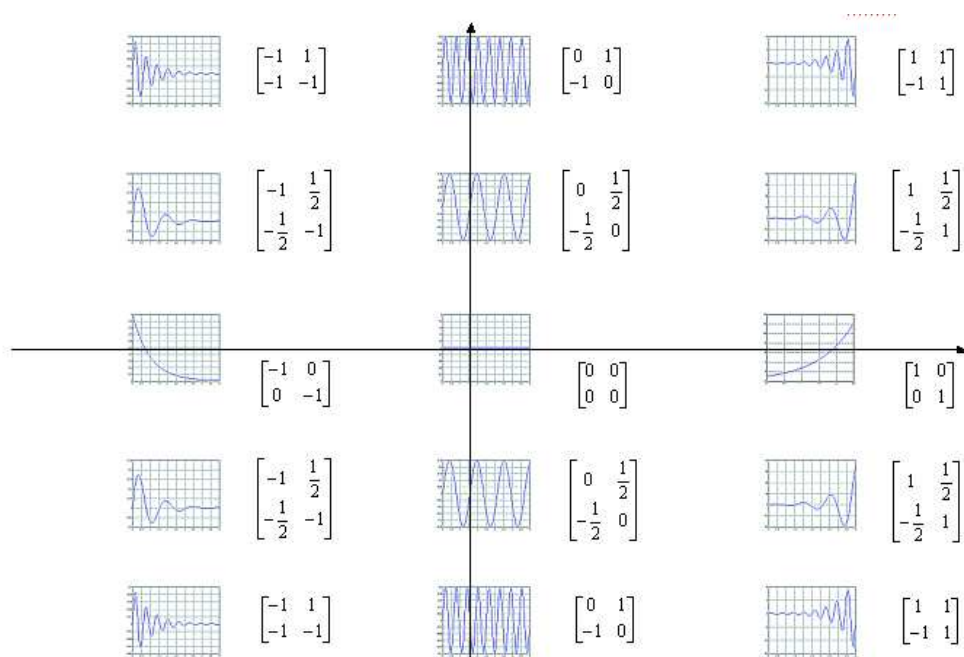 [-1 1] [0 1] [1 1]
[-1 -1] [-1 0] [-1 1]
[-1 1/2] [0 1/2] [1 1/2]
[-1/2 -1] [-1/2 0] [-1/2 1]
[-1 0] [0 0] [1 0]
[0 -1] [0 0] [0 1]
[-1 1/2] [0 1/2] [1 1/2]
[-1/2 -1] [-1/2 0] [-1/2 1]
[-1 1] [0 1] [1 1]
[-1 -1] [-1 0] [-1 1]